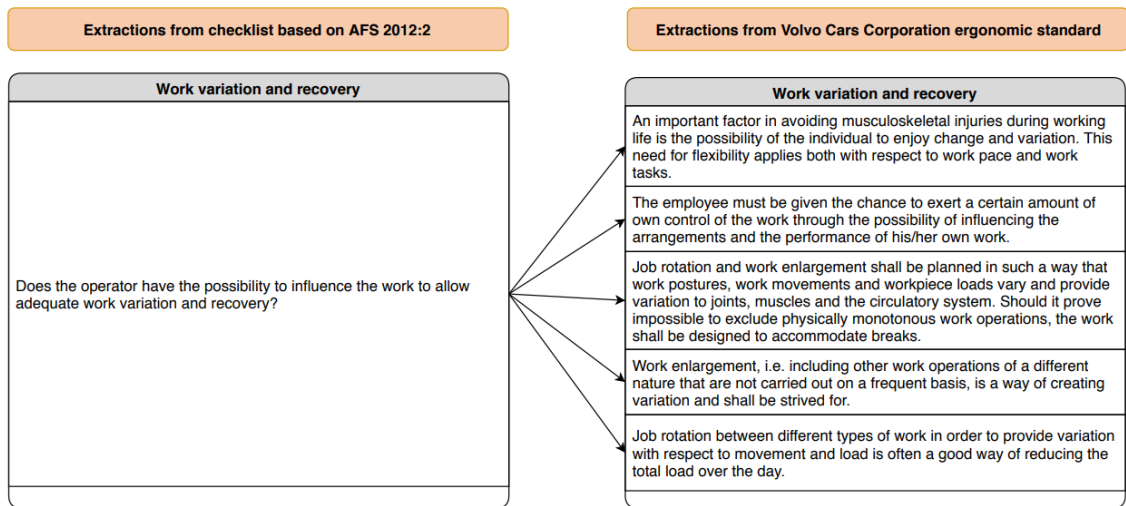 Extractions from checklist based on AFS 2012:2
Work variation and recovery
Does the operator have the possibility to influence the work to allow
adequate work variation and recovery?
Extractions from Volvo Cars Corporation ergonomic standard
Work variation and recovery
An important factor in avoiding musculoskeletal injuries during working
life is the possibility of the individual to enjoy change and variation. This
need for flexibility applies both with respect to work pace and work
tasks.
The employee must be given the chance to exert a certain amount of
own control of the work through the possibility of influencing the
arrangements and the performance of his/her own work.
Job rotation and work enlargement shall be planned in such a way that
work postures, work movements and workpiece loads vary and provide
variation to joints, muscles and the circulatory system. Should it prove
impossible to exclude physically monotonous work operations, the work
shall be designed to accommodate breaks.
Work enlargement, i.e. including other work operations of a different
nature that are not carried out on a frequent basis, is a way of creating
variation and shall be strived for.
Job rotation between different types of work in order to provide variation
with respect to movement and load is often a good way of reducing the
total load over the day.